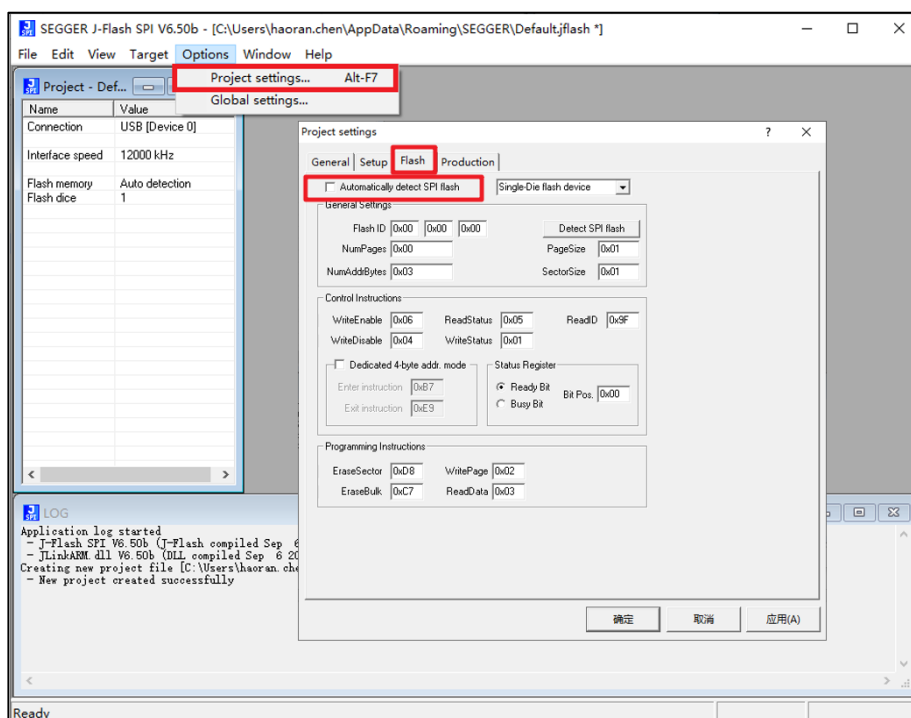 SEGGER J-Flash SPI V6.50b - [C:\Users\haoran.chen\AppData\Roaming\SEGGER\Default.jflash *]
File Edit View Target Options Window Help
Project settings... Alt-F7
Global settings...
Project - Def...
Name Value
Connection USB [Device 0]
Interface speed 12000 kHz
Flash memory Auto detection
Flash dice 1
Project settings
General Setup Flash Production
Automatically detect SPI flash Single-Die flash device
General Settings
Flash ID 0x00 0x00 0x00 Detect SPI flash
NumPages 0x00 PageSize 0x01
NumAddrBytes 0x03 SectorSize 0x01
Control Instructions
WriteEnable 0x06 ReadStatus 0x05 ReadID 0x9F
WriteDisable 0x04 WriteStatus 0x01
Dedicated 4-byte addr. mode Status Register
Enter instruction 0xB7 Ready Bit Bit Pos. 0x00
Exit instruction 0xE9 Busy Bit
Programming Instructions
EraseSector 0xD8 WritePage 0x02
EraseBulk 0xC7 ReadData 0x03
确定 取消 应用(A)
LOG
Application log started
- J-Flash SPI V6.50b (J-Flash compiled Sep 6
- JLinkARM.dll V6.50b (DLL compiled Sep 6 20
Creating new project file [C:\Users\haoran.che
- New project created successfully
Ready